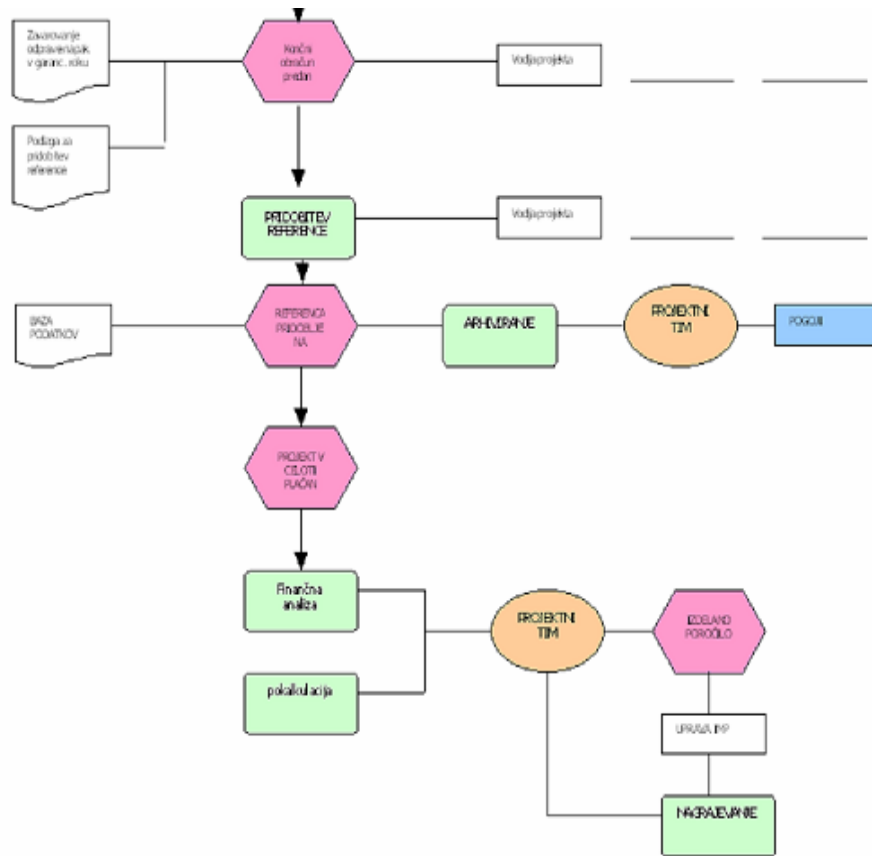 Zavarovanje
odprave napak
v garanc. roku
Končni
obračun
predan
Vodja projekta
Podlaga za
pridobitev
reference
PRIDOBITEV
REFERENCE
Vodja projekta
BAZA
PODATKOV
REFERENCA
PRIDOBLJE
NA
ARHIVIRANJE
PROJEKTNI
TIM
POGOJI
PROJEKT V
CELOTI
PLAČAN
Finančna
analiza
PROJEKTNI
TIM
IZDELANO
POROČILO
pokalkulacija
UPRAVA IMP
NAGRAJEVANJE